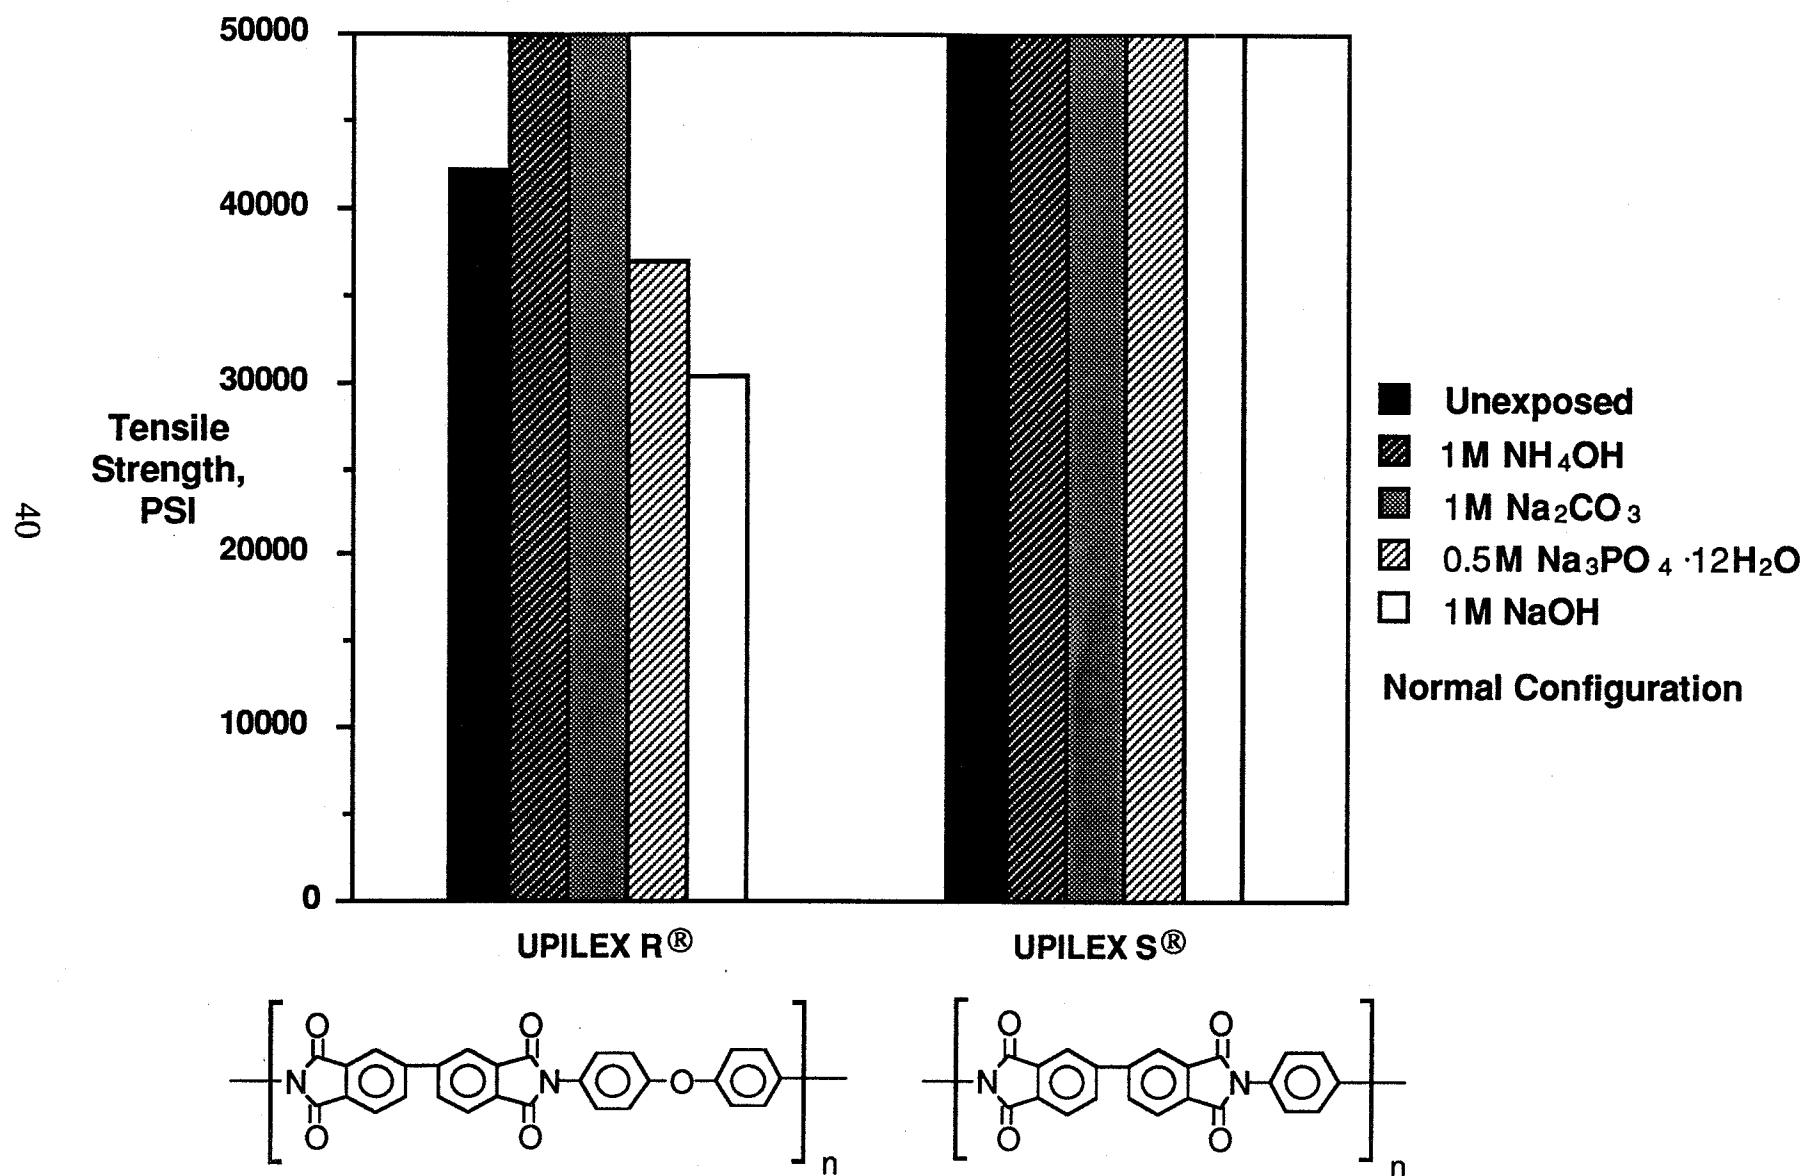 50000
40000
30000
20000
10000
0
Tensile
Strength,
PSI
40
Unexposed
1M NH₄OH
1M Na₂CO₃
0.5M Na₃PO₄ ·12H₂O
1M NaOH
Normal Configuration
UPILEX R®
UPILEX S®
O O O O
N N O N N
O O O O
n n